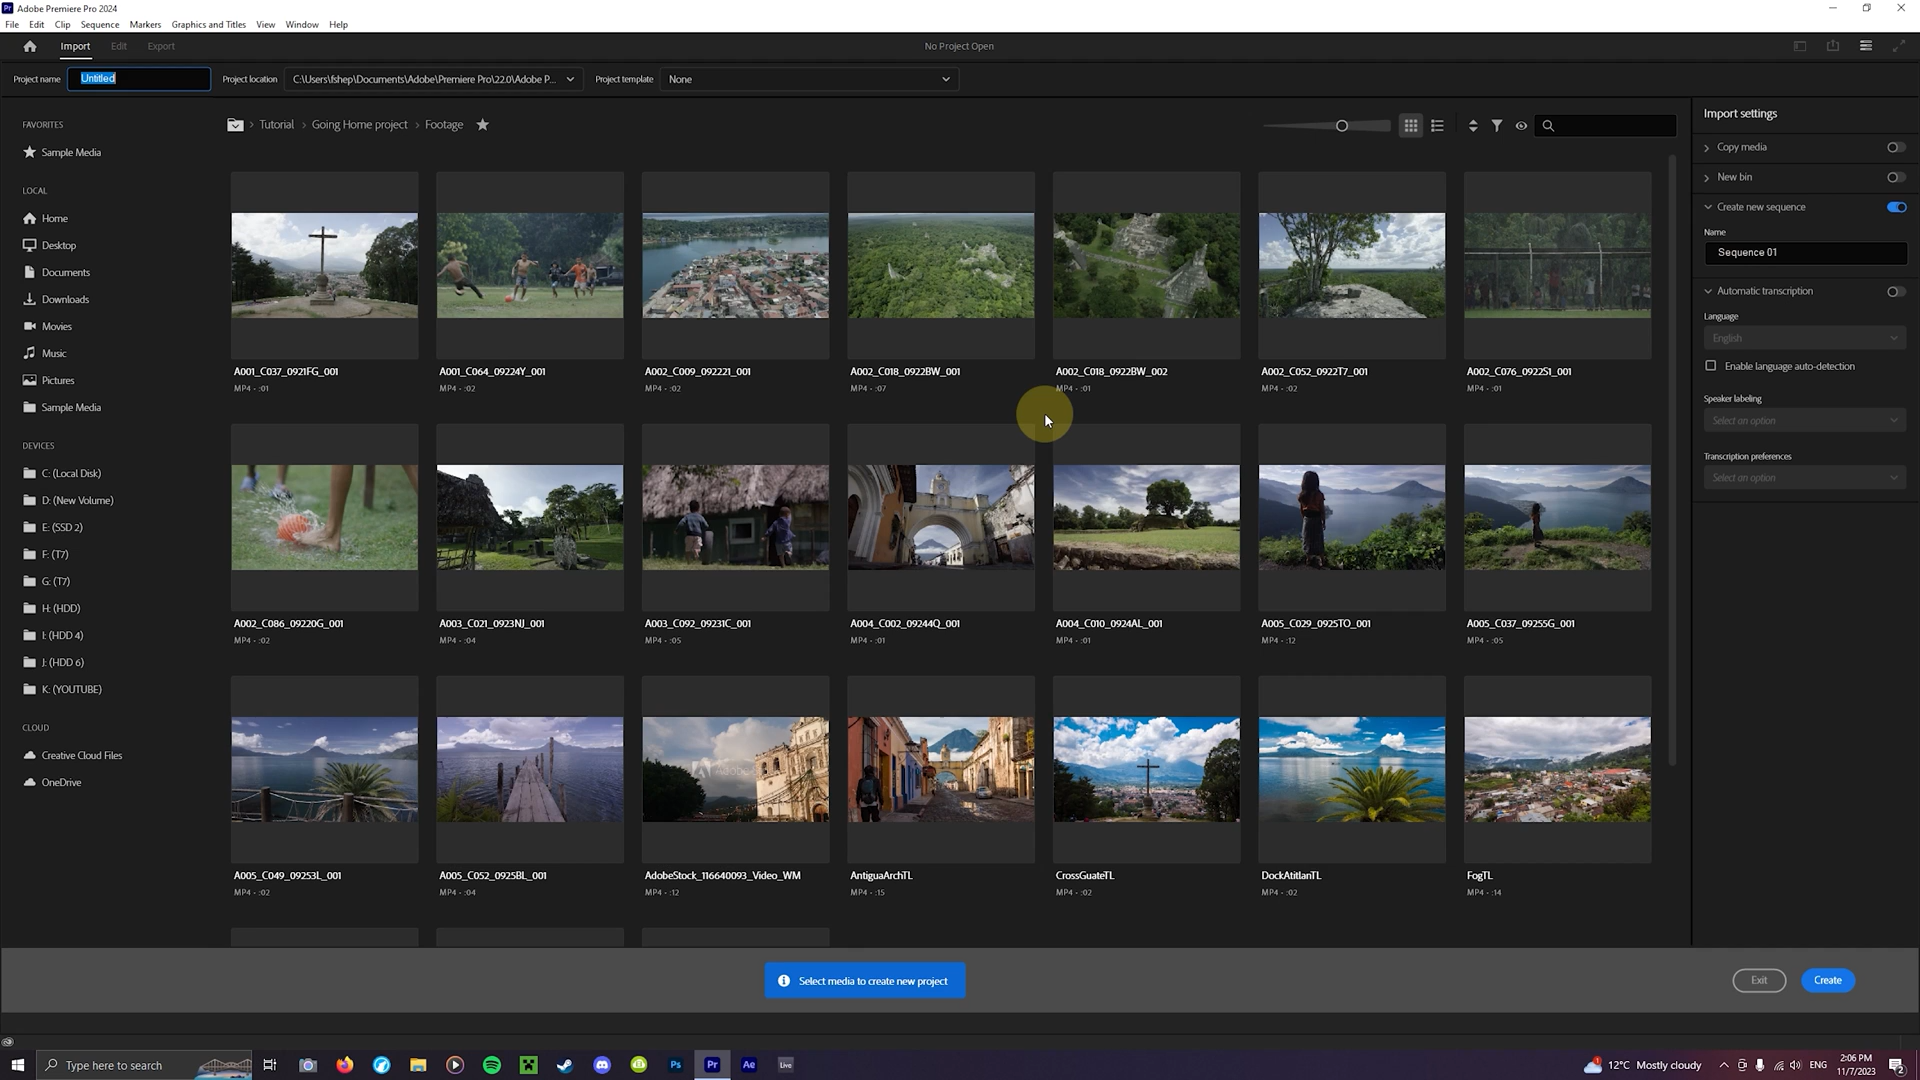 Adobe Premiere Pro 2024
File Edit Clip Sequence Markers Graphics and Titles View Window Help
Import Edit Export
No Project Open
Project name Untitled Project location C:\Users\fshep\Documents\Adobe\Premiere Pro\22.0\Adobe P... Project template None
FAVORITES
Sample Media
LOCAL
Home
Desktop
Documents
Downloads
Movies
Music
Pictures
Sample Media
DEVICES
C: (Local Disk)
D: (New Volume)
E: (SSD 2)
F: (T7)
G: (T7)
H: (HDD)
I: (HDD 4)
J: (HDD 6)
K: (YOUTUBE)
CLOUD
Creative Cloud Files
OneDrive
Tutorial > Going Home project > Footage
A001_C037_0921FG_001 A001_C064_09224Y_001 A002_C009_092221_001 A002_C018_0922BW_001 A002_C018_0922BW_002 A002_C052_0922T7_001 A002_C076_0922S1_001
MP4 - :01 MP4 - :02 MP4 - :02 MP4 - :07 MP4 - :01 MP4 - :02 MP4 - :01
A002_C086_09220G_001 A003_C021_0923NJ_001 A003_C092_09231C_001 A004_C002_09244Q_001 A004_C010_0924AL_001 A005_C029_0925TO_001 A005_C037_09255G_001
MP4 - :02 MP4 - :04 MP4 - :05 MP4 - :01 MP4 - :01 MP4 - :12 MP4 - :05
A005_C049_09253L_001 A005_C052_0925BL_001 AdobeStock_116640093_Video_WM AntiguaArchTL CrossGuateTL DockAtitlanTL FogTL
MP4 - :02 MP4 - :04 MP4 - :12 MP4 - :15 MP4 - :02 MP4 - :02 MP4 - :14
Import settings
Copy media
New bin
Create new sequence
Name
Sequence 01
Automatic transcription
Language
English
Enable language auto-detection
Speaker labeling
Select an option
Transcription preferences
Select an option
Select media to create new project
Exit Create
Type here to search
Ps Pr Ae Live
12°C Mostly cloudy
ENG
2:06 PM
11/7/2023
2